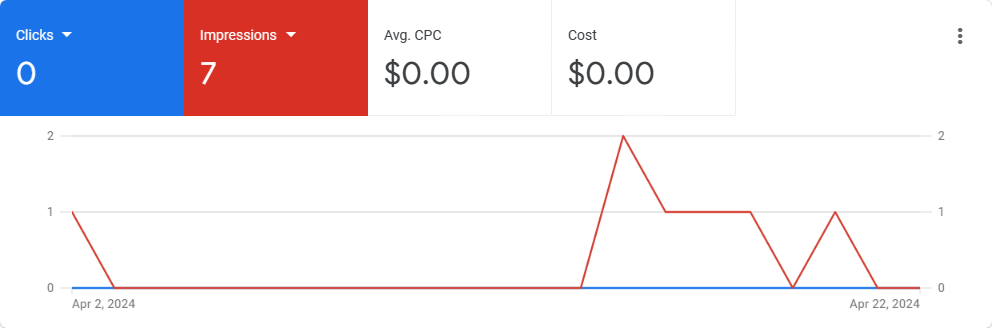 Clicks Impressions Avg. CPC Cost
0 7 $0.00 $0.00
2 2
1 1
0 0
Apr 2, 2024 Apr 22, 2024